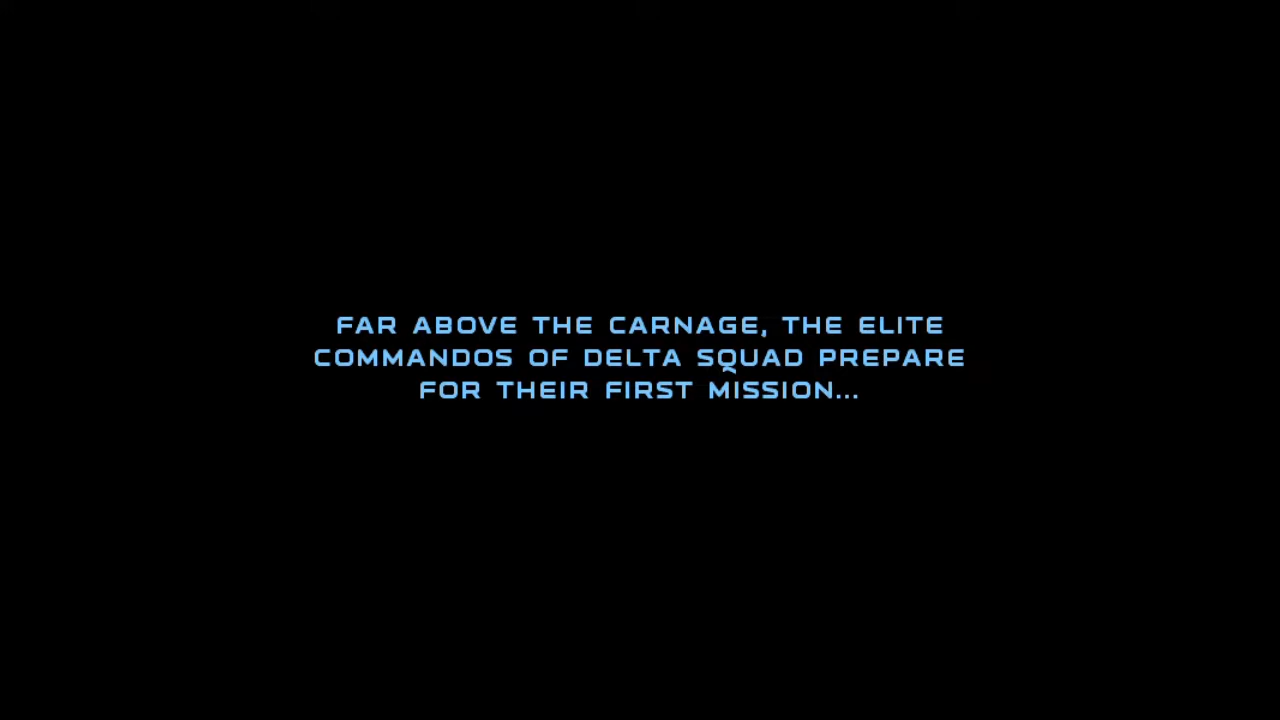 FAR ABOVE THE CARNAGE, THE ELITE
COMMANDOS OF DELTA SQUAD PREPARE
FOR THEIR FIRST MISSION...